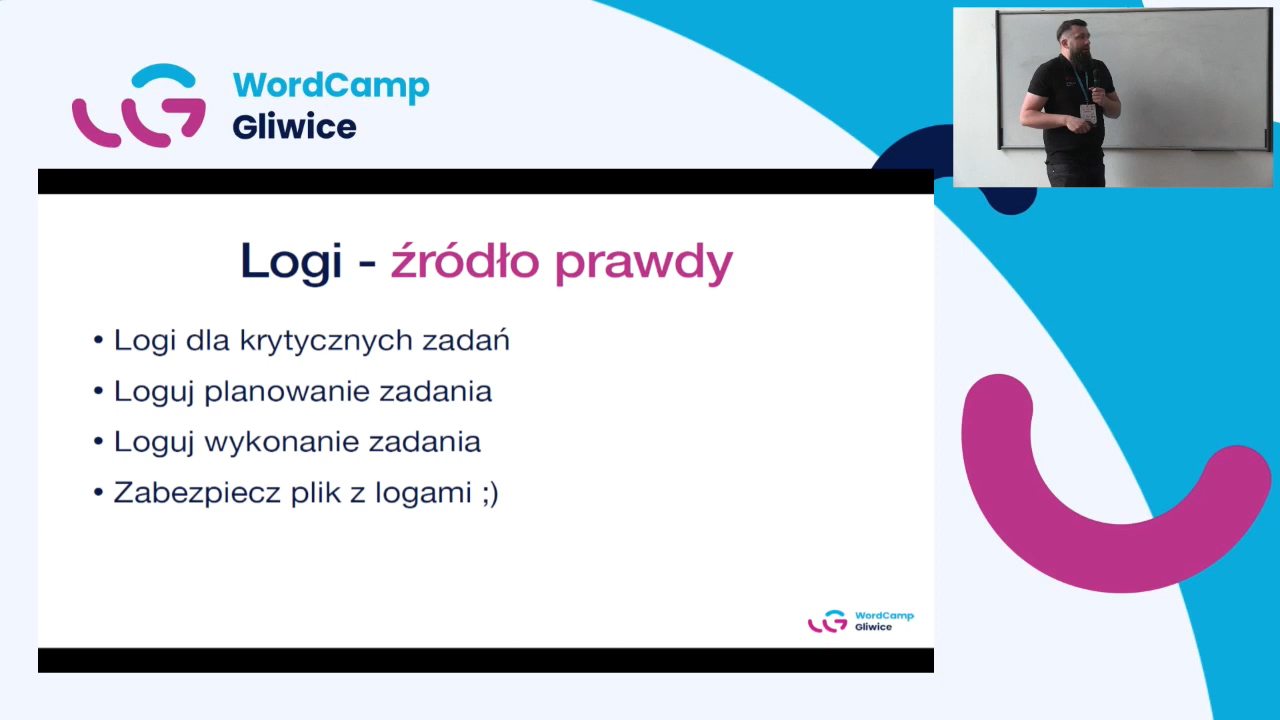 WordCamp
Gliwice
Logi - źródło prawdy
• Logi dla krytycznych zadań
• Loguj planowanie zadania
• Loguj wykonanie zadania
• Zabezpiecz plik z logami ;)
WordCamp
Gliwice